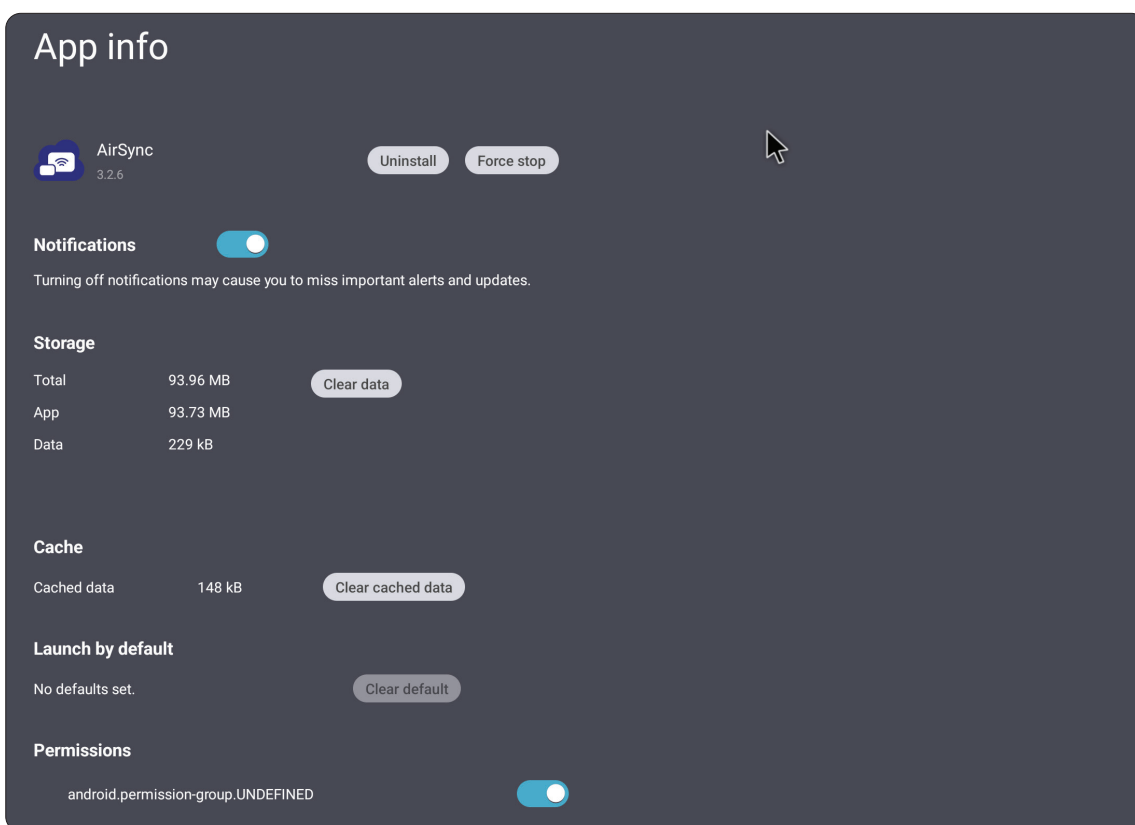 App info
AirSync
3.2.6
Uninstall
Force stop
Notifications
Turning off notifications may cause you to miss important alerts and updates.
Storage
Total 93.96 MB
Clear data
App 93.73 MB
Data 229 kB
Cache
Cached data 148 kB
Clear cached data
Launch by default
No defaults set.
Clear default
Permissions
android.permission-group.UNDEFINED